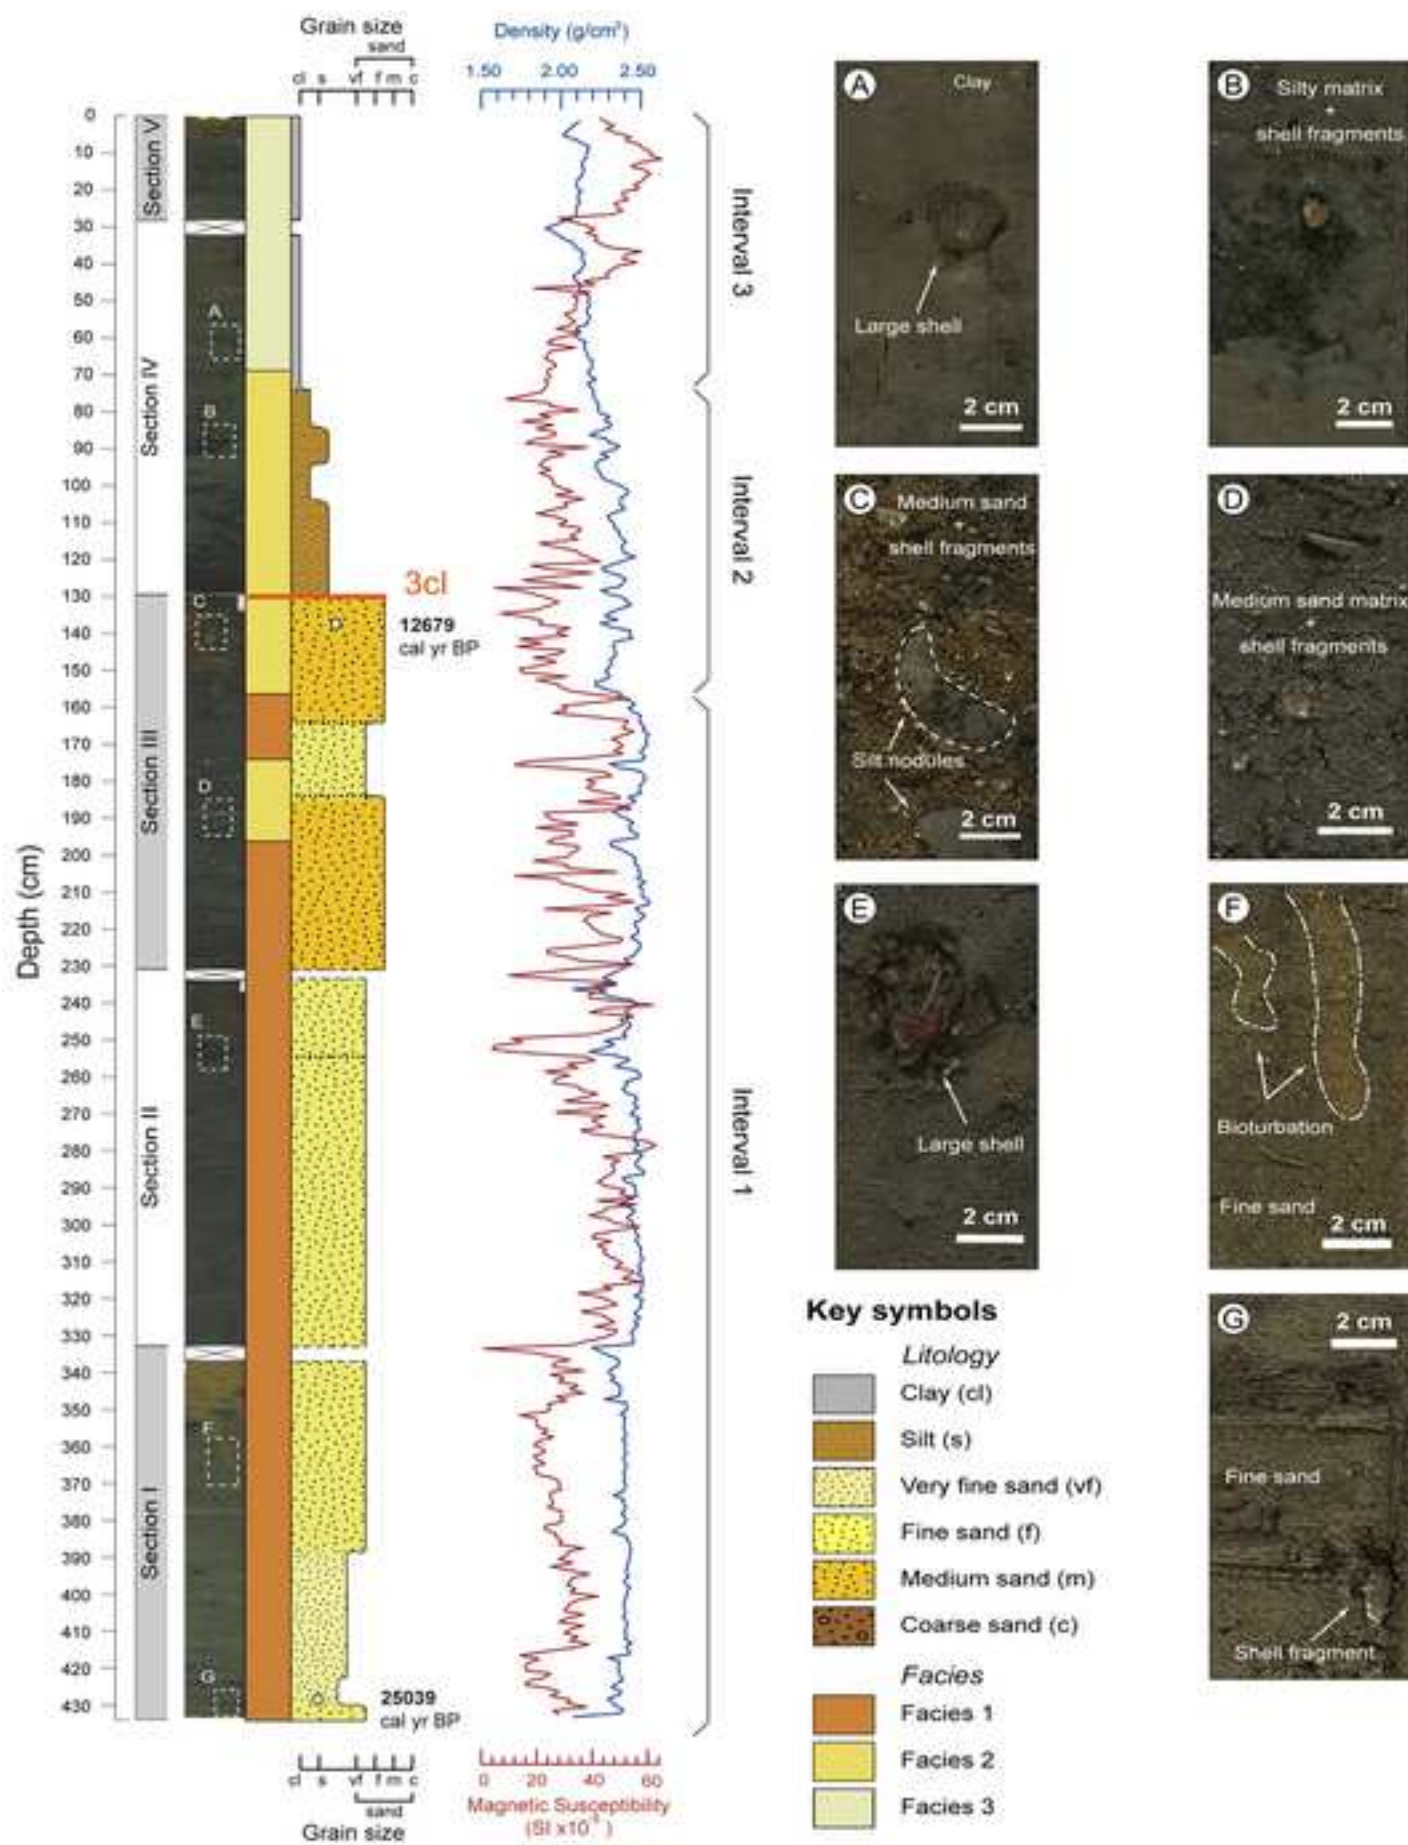 Grain size
sand
cl s vf f m c
Density (g/cm³)
1.50 2.00 2.50
0
10
20
30
40
50
60
70
80
90
100
110
120
130
140
150
160
170
180
190
200
210
220
230
240
250
260
270
280
290
300
310
320
330
340
350
360
370
380
390
400
410
420
430
Depth (cm)
Section V
Section IV
Section III
Section II
Section I
A
B
C
D
E
F
G
3cl
12679
cal yr BP
25039
cal yr BP
Interval 3
Interval 2
Interval 1
cl s vf f m c
sand
Grain size
0 20 40 60
Magnetic Susceptibility
A
Clay
Large shell
2 cm
B
Silty matrix
+
shell fragments
2 cm
C
Medium sand
+
shell fragments
Silt nodules
2 cm
D
Medium sand matrix
+
shell fragments
2 cm
E
Large shell
2 cm
F
Bioturbation
Fine sand
2 cm
G
2 cm
Fine sand
Shell fragment
Key symbols
Litology
Clay (cl)
Silt (s)
Very fine sand (vf)
Fine sand (f)
Medium sand (m)
Coarse sand (c)
Facies
Facies 1
Facies 2
Facies 3